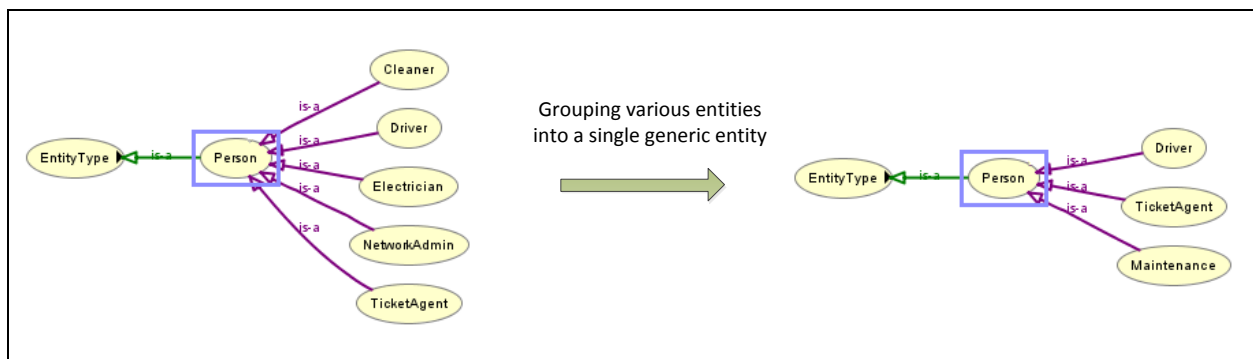 Cleaner
is-a
Driver
is-a
EntityType
is-a
Person
is-a
Electrician
is-a
NetworkAdmin
is-a
TicketAgent
Grouping various entities
into a single generic entity
Driver
is-a
EntityType
is-a
Person
is-a
TicketAgent
is-a
Maintenance